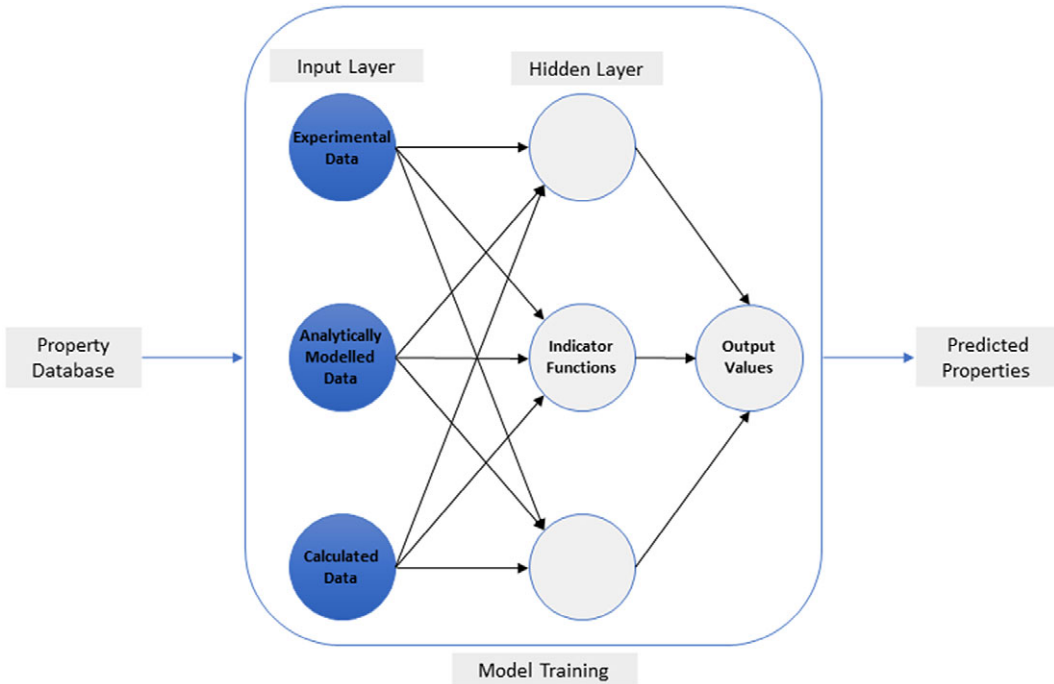 Input Layer
Hidden Layer
Experimental
Data
Property
Database
Analytically
Modelled
Data
Indicator
Functions
Output
Values
Predicted
Properties
Calculated
Data
Model Training